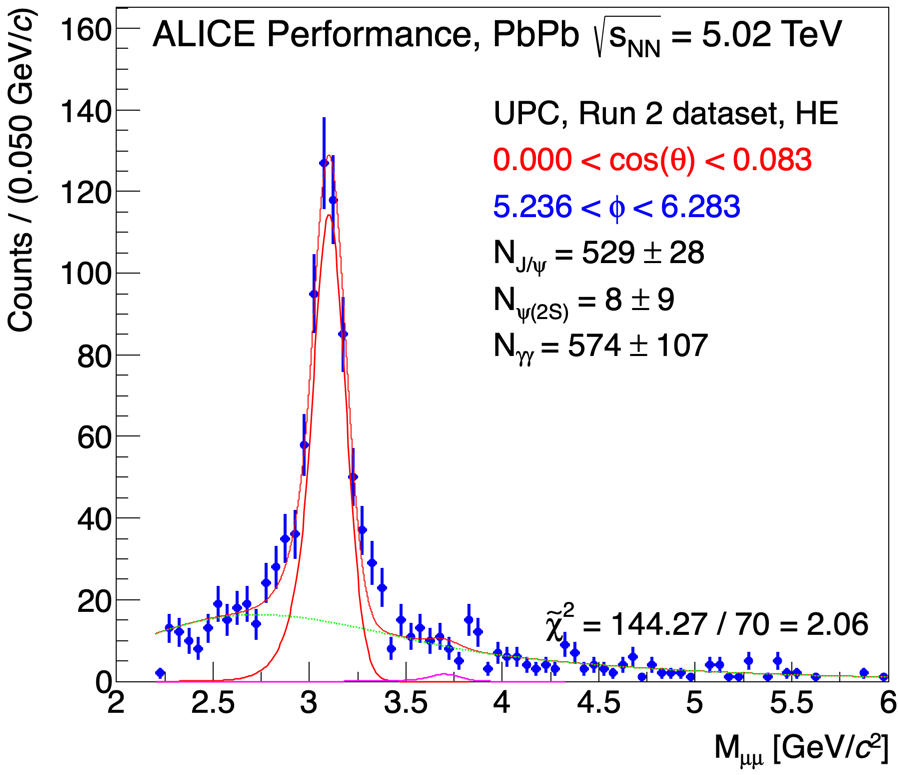 ALICE Performance, PbPb √sNN = 5.02 TeV
UPC, Run 2 dataset, HE
0.000 < cos(θ) < 0.083
5.236 < ϕ < 6.283
NJ/ψ = 529 ± 28
Nψ(2S) = 8 ± 9
Nγγ = 574 ± 107
χ̃² = 144.27 / 70 = 2.06
Counts / (0.050 GeV/c)
160
140
120
100
80
60
40
20
0
2 2.5 3 3.5 4 4.5 5 5.5 6
Mμμ [GeV/c²]